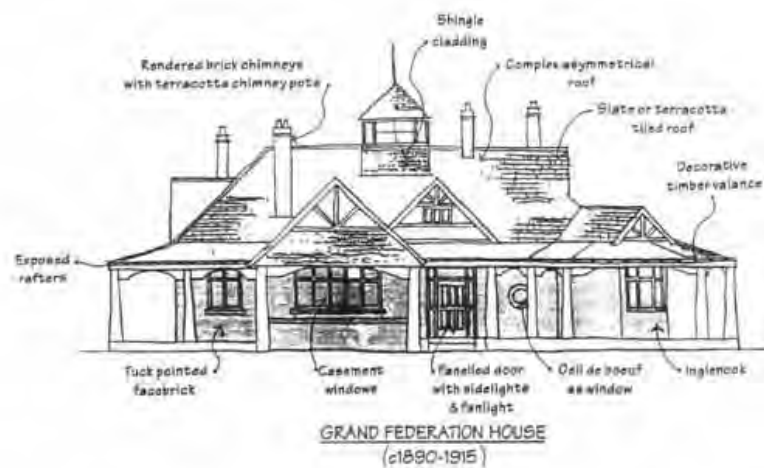 Shingle
cladding
Rendered brick chimneys
with terracotta chimney pots
Complex asymmetrical
roof
Slate or terracotta
tiled roof
Decorative
timber valance
Exposed
rafters
Tuck pointed
facebrick
Casement
windows
Panelled door
with sidelights
& fanlight
Oeil de boeuf
as window
Inglenook
GRAND FEDERATION HOUSE
(c1890-1915)